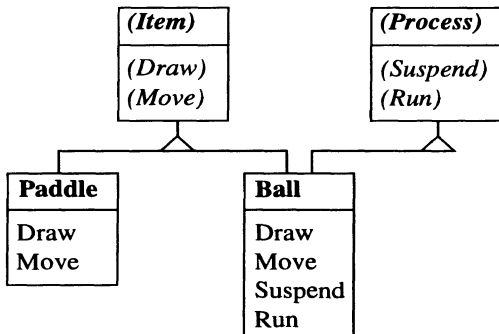 (Item)
(Draw)
(Move)
(Process)
(Suspend)
(Run)
Paddle
Draw
Move
Ball
Draw
Move
Suspend
Run